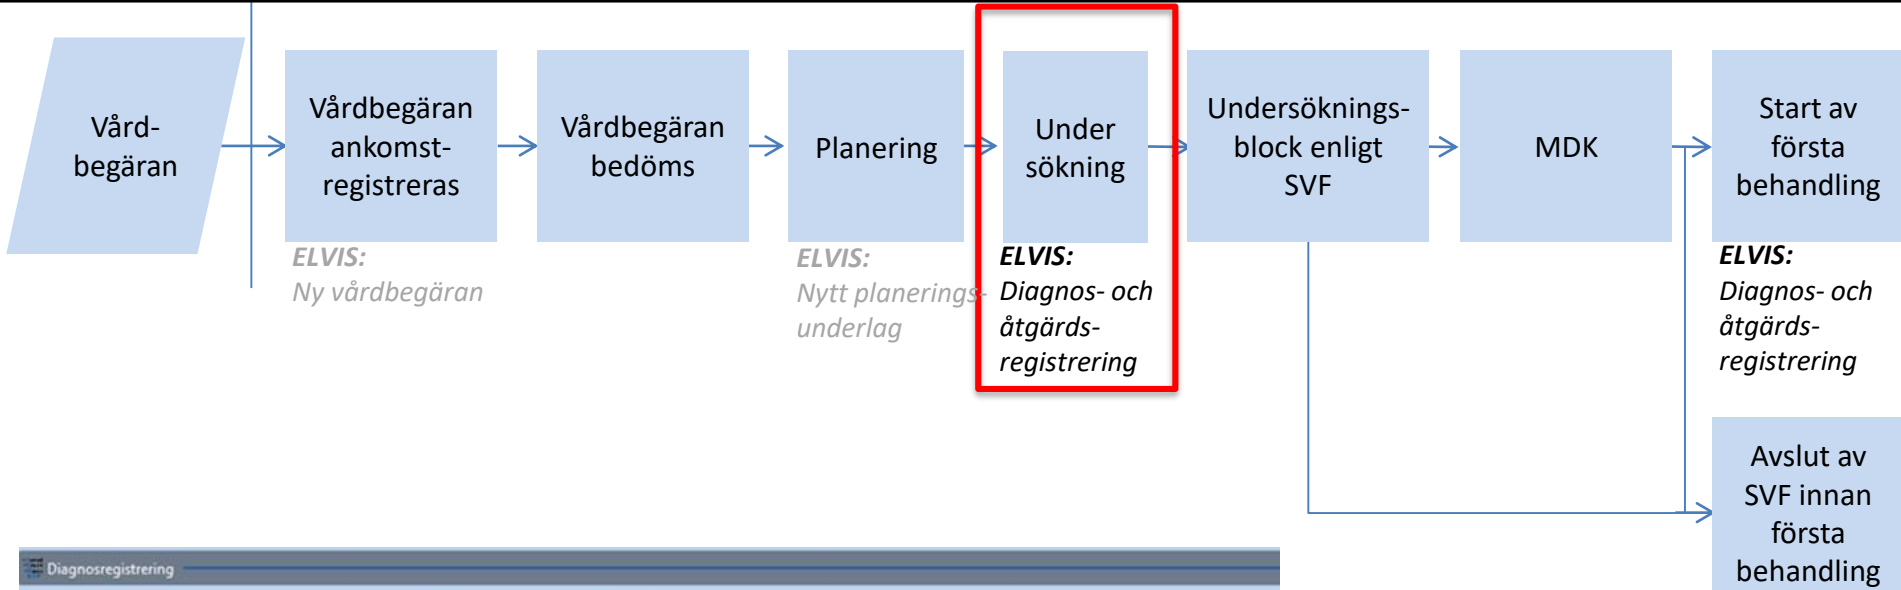 Vård-
begäran
Vårdbegäran
ankomst-
registreras
ELVIS:
Ny vårdbegäran
Vårdbegäran
bedöms
Planering
ELVIS:
Nytt planerings-
underlag
Under
sökning
ELVIS:
Diagnos- och
åtgärds-
registrering
Undersöknings-
block enligt
SVF
MDK
Start av
första
behandling
ELVIS:
Diagnos- och
åtgärds-
registrering
Avslut av
SVF innan
första
behandling
Diagnosregistrering